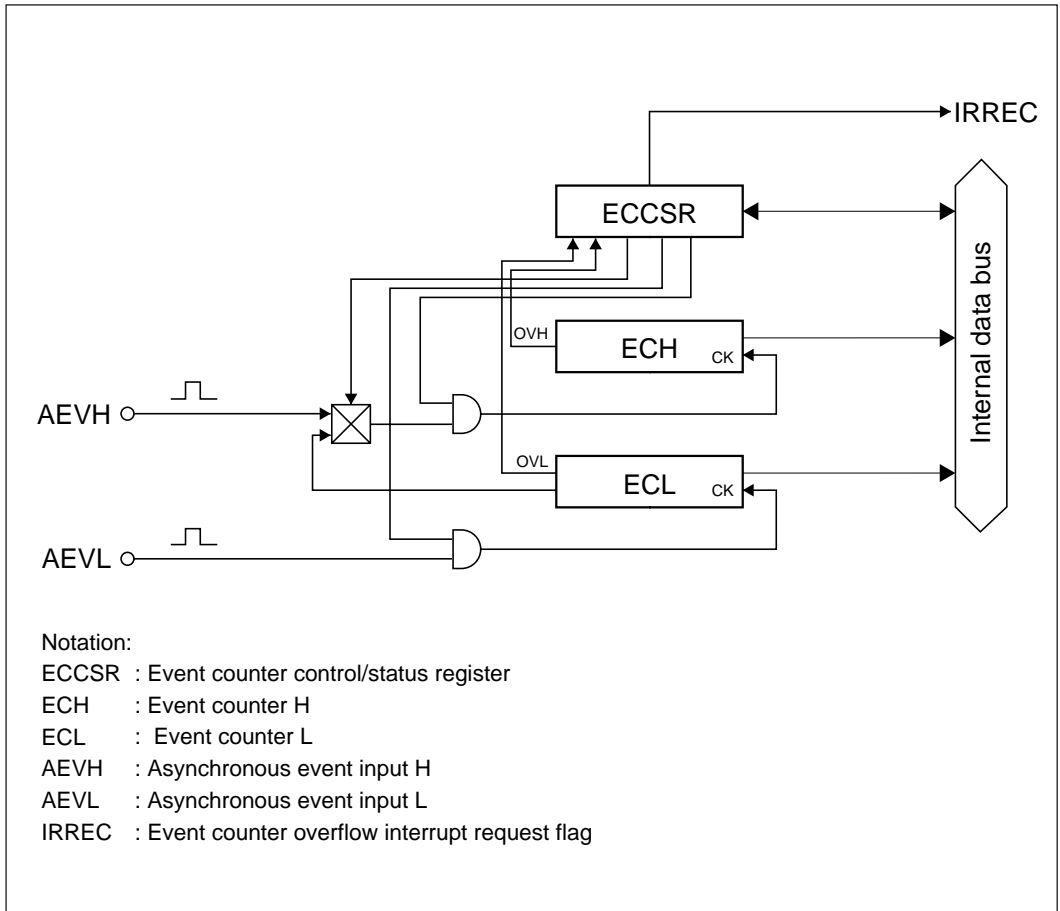 IRREC
ECCSR
Internal data bus
OVH
ECH
CK
AEVH
OVL
ECL
CK
AEVL
Notation:
ECCSR : Event counter control/status register
ECH : Event counter H
ECL : Event counter L
AEVH : Asynchronous event input H
AEVL : Asynchronous event input L
IRREC : Event counter overflow interrupt request flag